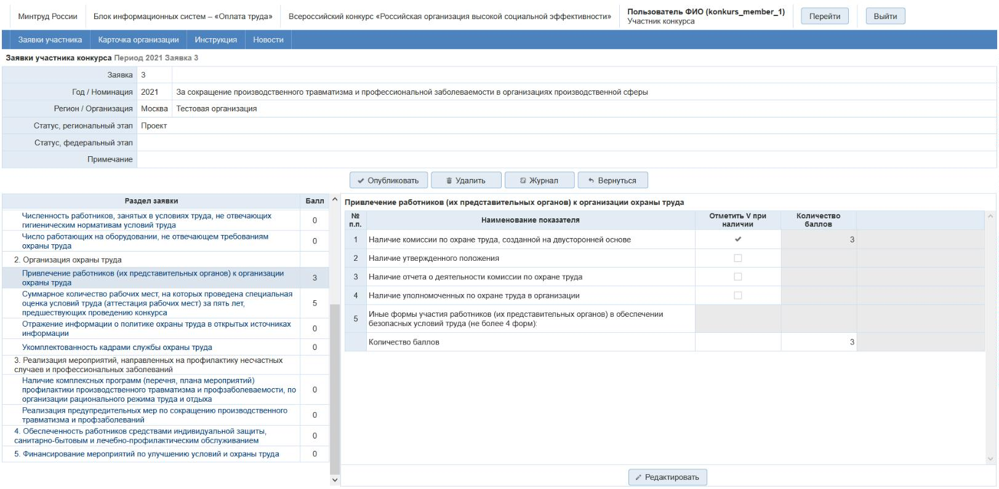 Минтруд России
Блок информационных систем – «Оплата труда»
Всероссийский конкурс «Российская организация высокой социальной эффективности»
Пользователь ФИО (konkurs_member_1)
Участник конкурса
Перейти
Выйти
Заявки участника
Карточка организации
Инструкция
Новости
Заявки участника конкурса Период 2021 Заявка 3
Заявка 3
Год / Номинация 2021 За сокращение производственного травматизма и профессиональной заболеваемости в организациях производственной сферы
Регион / Организация Москва Тестовая организация
Статус, региональный этап Проект
Статус, федеральный этап
Примечание
Опубликовать
Удалить
Журнал
Вернуться
Раздел заявки Балл
Численность работников, занятых в условиях труда, не отвечающих
гигиеническим нормативам условий труда 0
Число работающих на оборудовании, не отвечающем требованиям
охраны труда 0
2. Организация охраны труда
Привлечение работников (их представительных органов) к организации
охраны труда 3
Суммарное количество рабочих мест, на которых проведена специальная
оценка условий труда (аттестация рабочих мест) за пять лет, 5
предшествующих проведению конкурса
Отражение информации о политике охраны труда в открытых источниках
информации 0
Укомплектованность кадрами службы охраны труда 0
3. Реализация мероприятий, направленных на профилактику несчастных
случаев и профессиональных заболеваний
Наличие комплексных программ (перечня, плана мероприятий)
профилактики производственного травматизма и профзаболеваемости, по 0
организации рационального режима труда и отдыха
Реализация предупредительных мер по сокращению производственного
травматизма и профзаболеваний 0
4. Обеспеченность работников средствами индивидуальной защиты,
санитарно-бытовым и лечебно-профилактическим обслуживанием 0
5. Финансирование мероприятий по улучшению условий и охраны труда 0
Привлечение работников (их представительных органов) к организации охраны труда
№
п.п.
Наименование показателя
Отметить V при
наличии
Количество
баллов
1 Наличие комиссии по охране труда, созданной на двусторонней основе 3
2 Наличие утвержденного положения
3 Наличие отчета о деятельности комиссии по охране труда
4 Наличие уполномоченных по охране труда в организации
5 Иные формы участия работников (их представительных органов) в обеспечении
безопасных условий труда (не более 4 форм):
Количество баллов 3
Редактировать